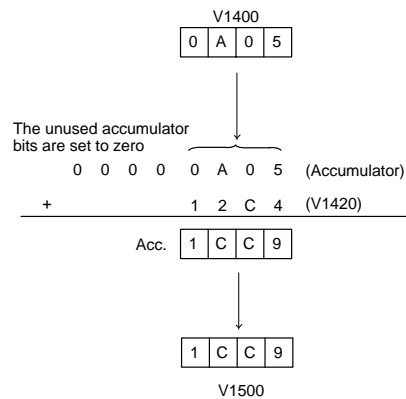 V1400
0 A 0 5
The unused accumulator
bits are set to zero
0 0 0 0 0 A 0 5 (Accumulator)
+ 1 2 C 4 (V1420)
Acc. 1 C C 9
1 C C 9
V1500